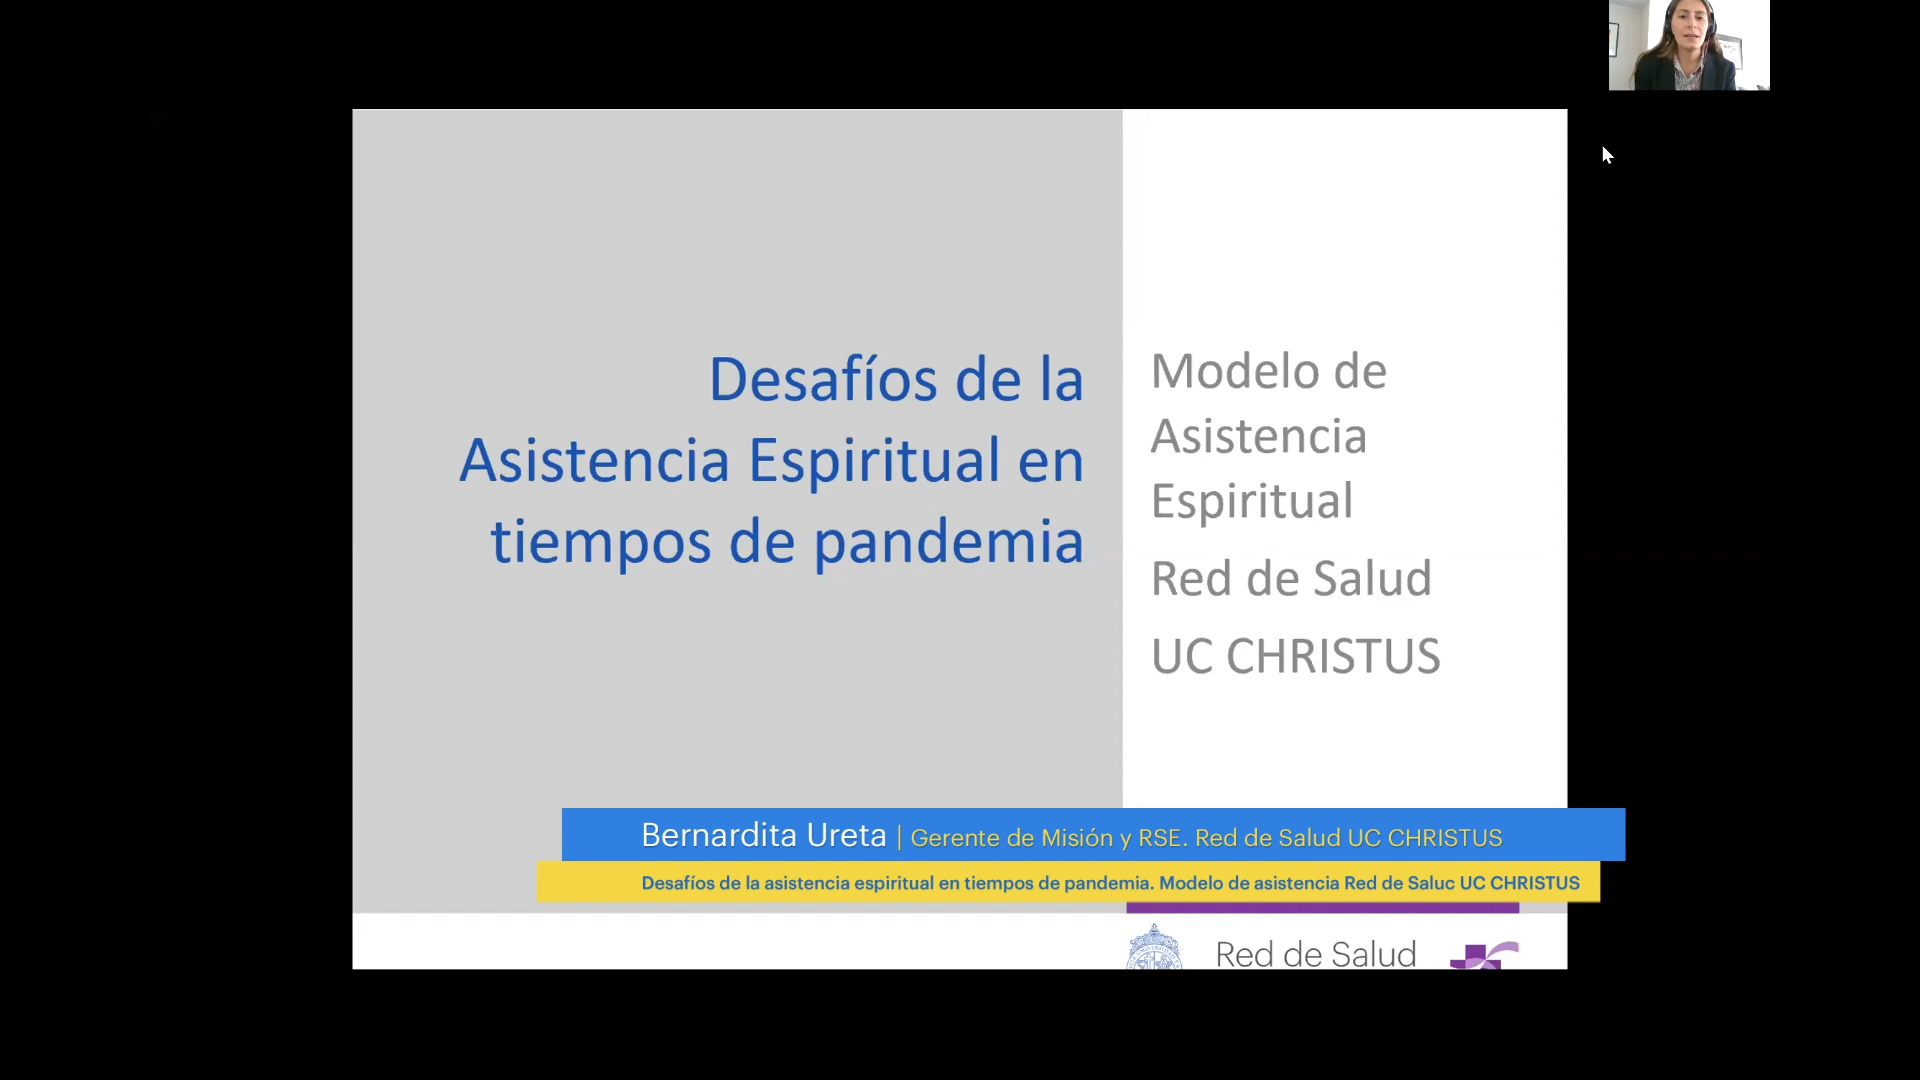 Desafíos de la
Asistencia Espiritual en
tiempos de pandemia
Modelo de
Asistencia
Espiritual
Red de Salud
UC CHRISTUS
Bernardita Ureta | Gerente de Misión y RSE. Red de Salud UC CHRISTUS
Desafíos de la asistencia espiritual en tiempos de pandemia. Modelo de asistencia Red de Saluc UC CHRISTUS
Red de Salud